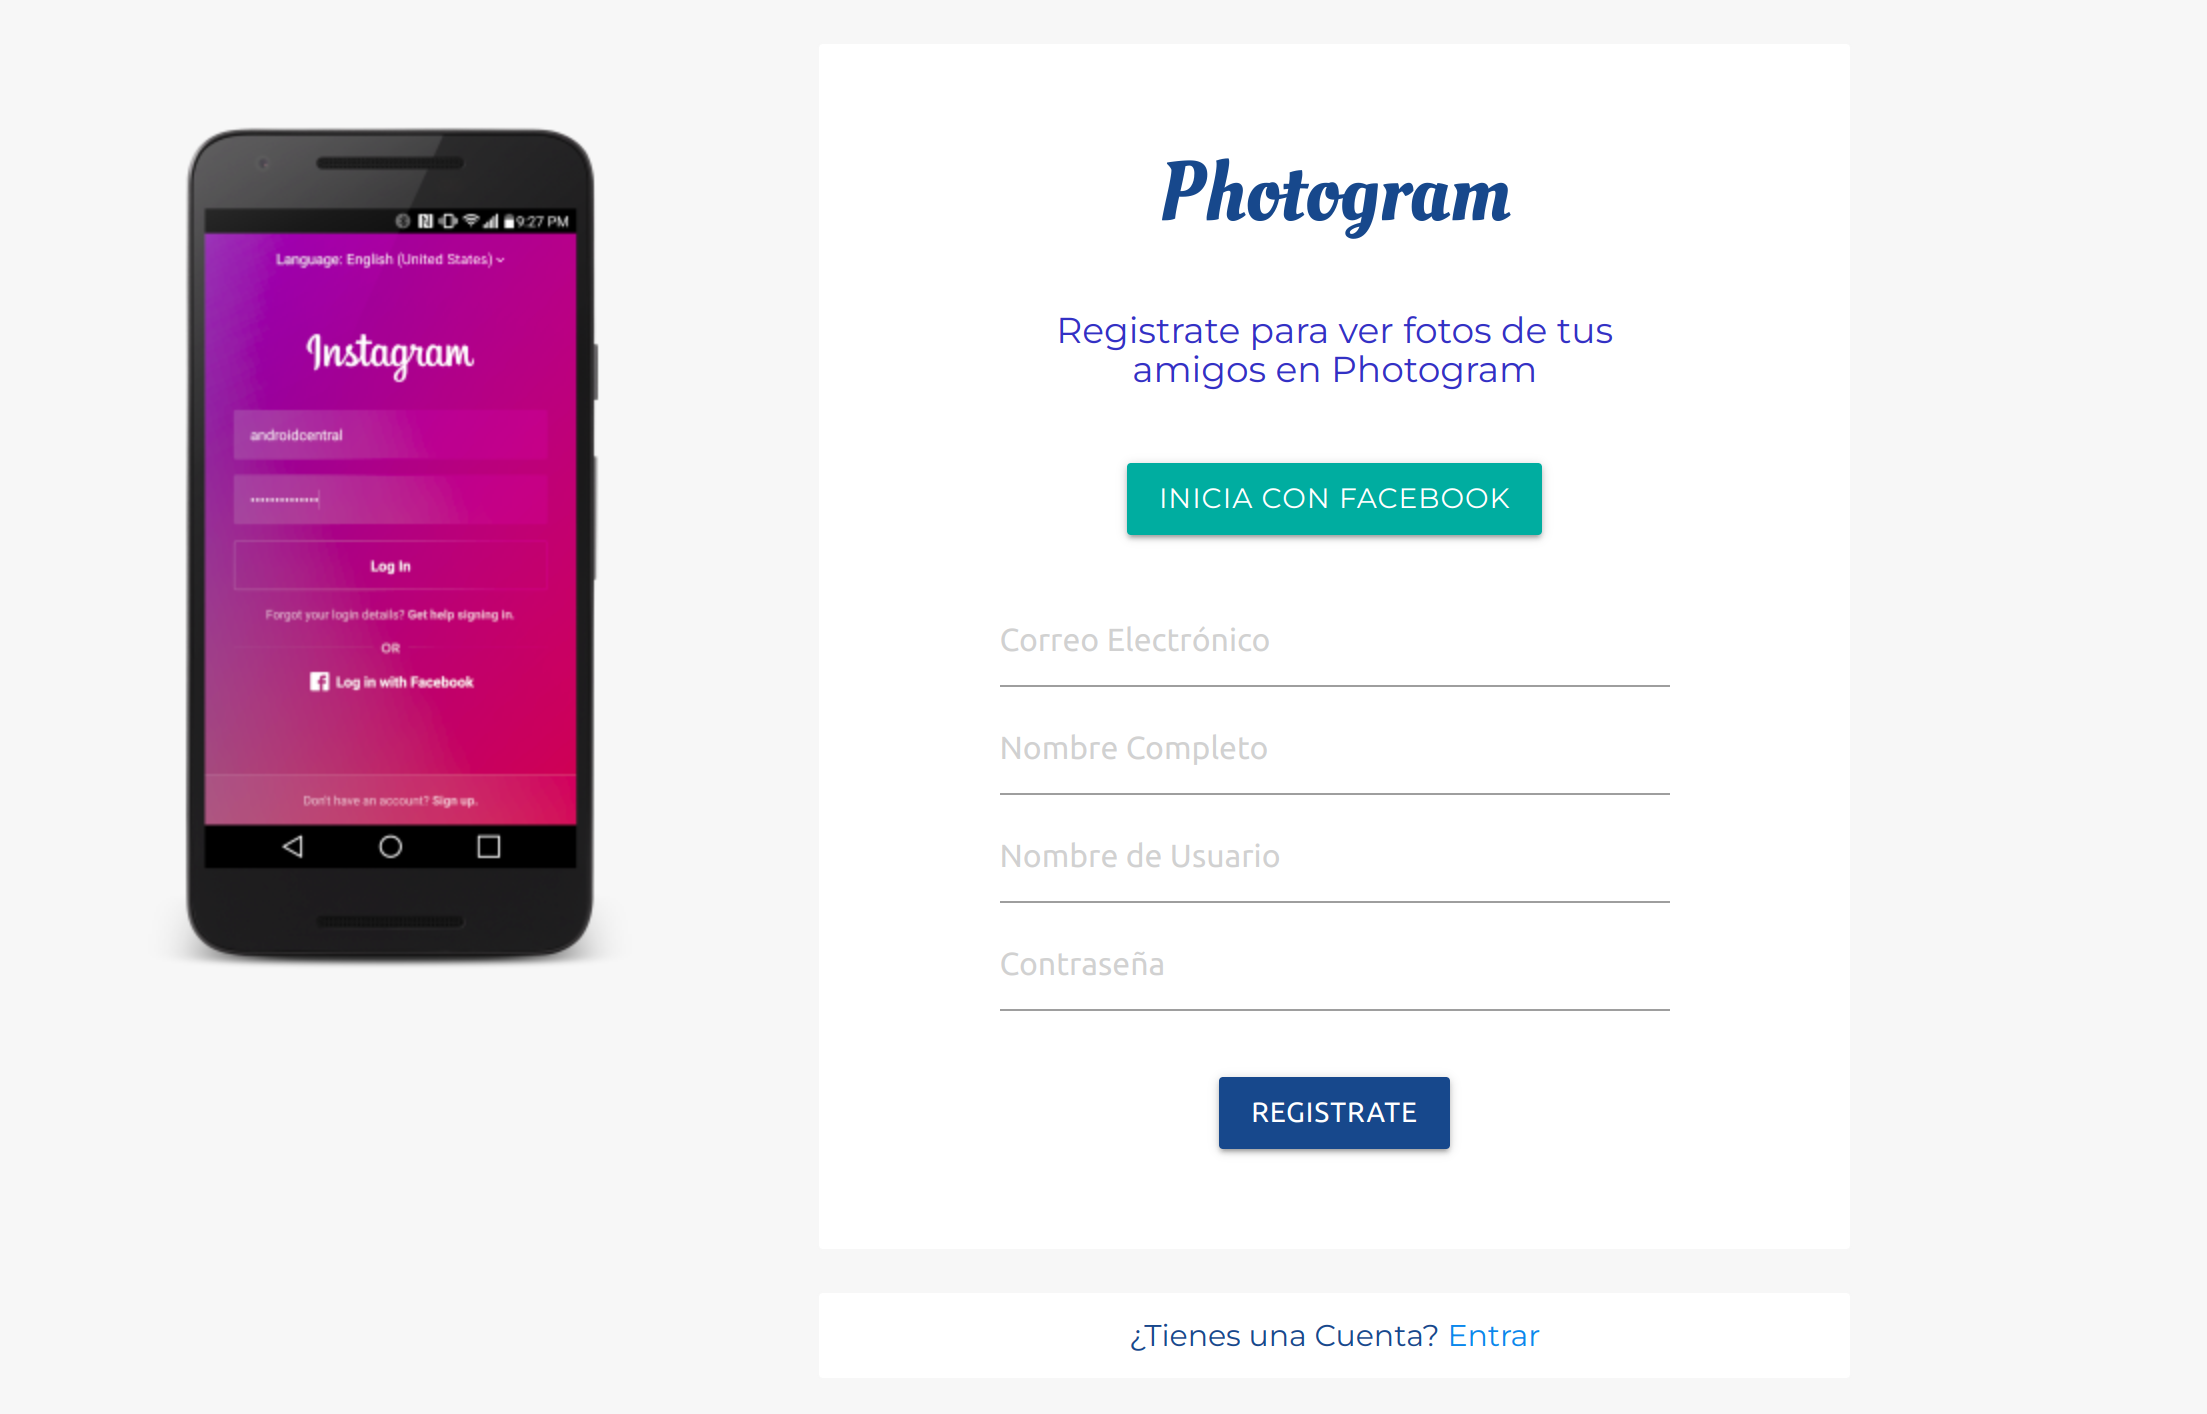 9:27 PM
Language: English (United States)
Instagram
androidcentral
Log In
Forgot your login details? Get help signing in.
OR
Log in with Facebook
Don't have an account? Sign up.
Photogram
Registrate para ver fotos de tus
amigos en Photogram
INICIA CON FACEBOOK
Correo Electrónico
Nombre Completo
Nombre de Usuario
Contraseña
REGISTRATE
¿Tienes una Cuenta? Entrar